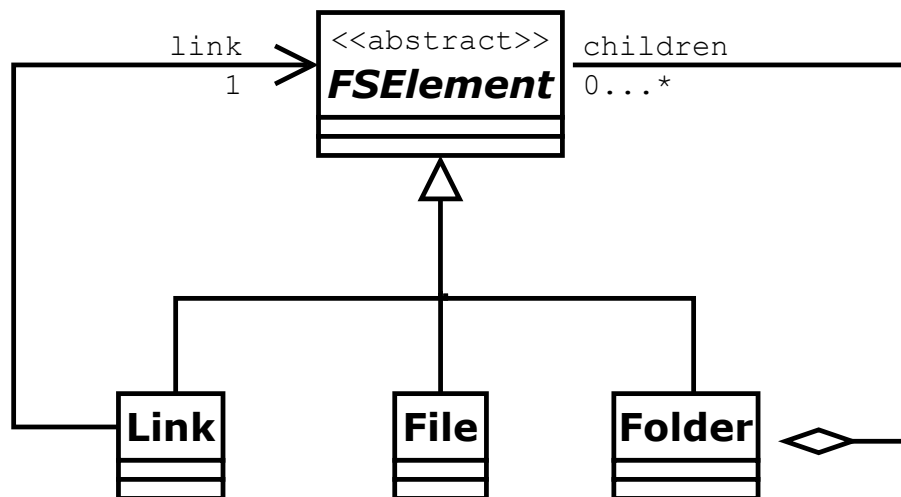 link
1
<<abstract>>
FSElement
children
0...*
Link
File
Folder